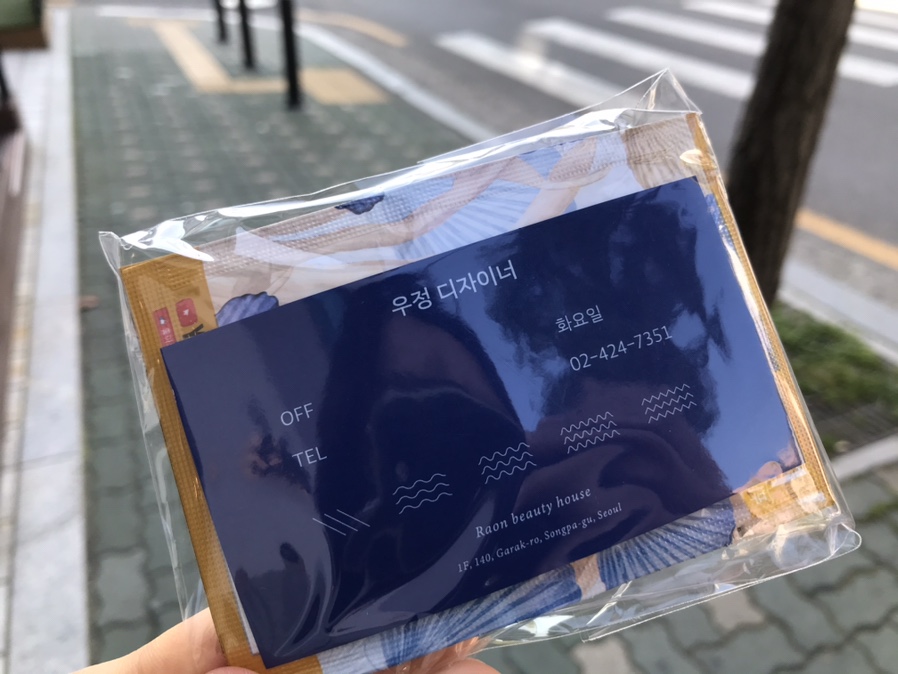 우정 디자이너
OFF 화요일
TEL 02-424-7351
Raon beauty house
1F, 140, Garak-ro, Songpa-gu, Seoul